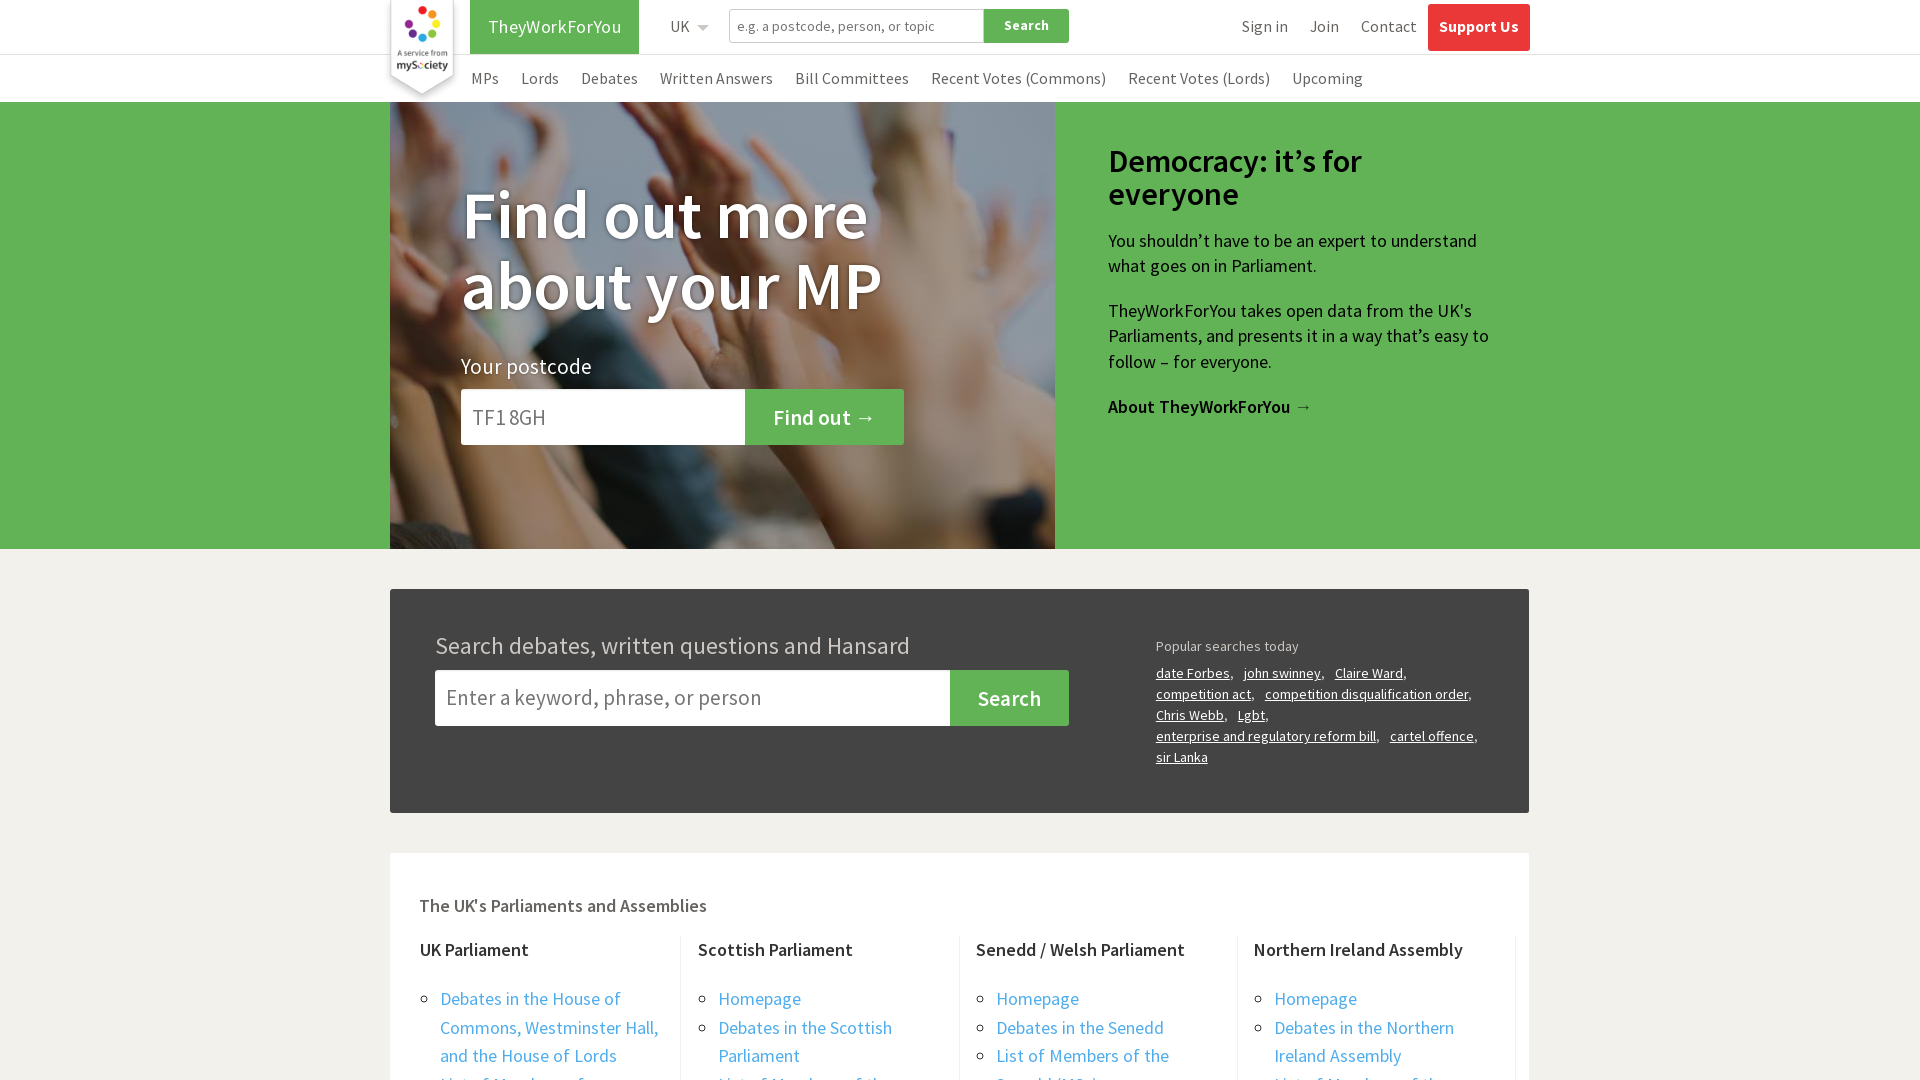 A service from
mySociety
TheyWorkForYou
UK
e.g. a postcode, person, or topic
Search
Sign in
Join
Contact
Support Us
MPs
Lords
Debates
Written Answers
Bill Committees
Recent Votes (Commons)
Recent Votes (Lords)
Upcoming
Find out more
about your MP
Your postcode
TF1 8GH
Find out →
Democracy: it’s for
everyone
You shouldn’t have to be an expert to understand
what goes on in Parliament.
TheyWorkForYou takes open data from the UK's
Parliaments, and presents it in a way that’s easy to
follow – for everyone.
About TheyWorkForYou →
Search debates, written questions and Hansard
Enter a keyword, phrase, or person
Search
Popular searches today
date Forbes, john swinney, Claire Ward,
competition act, competition disqualification order,
Chris Webb, Lgbt,
enterprise and regulatory reform bill, cartel offence,
sir Lanka
The UK's Parliaments and Assemblies
UK Parliament
Debates in the House of
Commons, Westminster Hall,
and the House of Lords
Scottish Parliament
Homepage
Debates in the Scottish
Parliament
Senedd / Welsh Parliament
Homepage
Debates in the Senedd
List of Members of the
Northern Ireland Assembly
Homepage
Debates in the Northern
Ireland Assembly